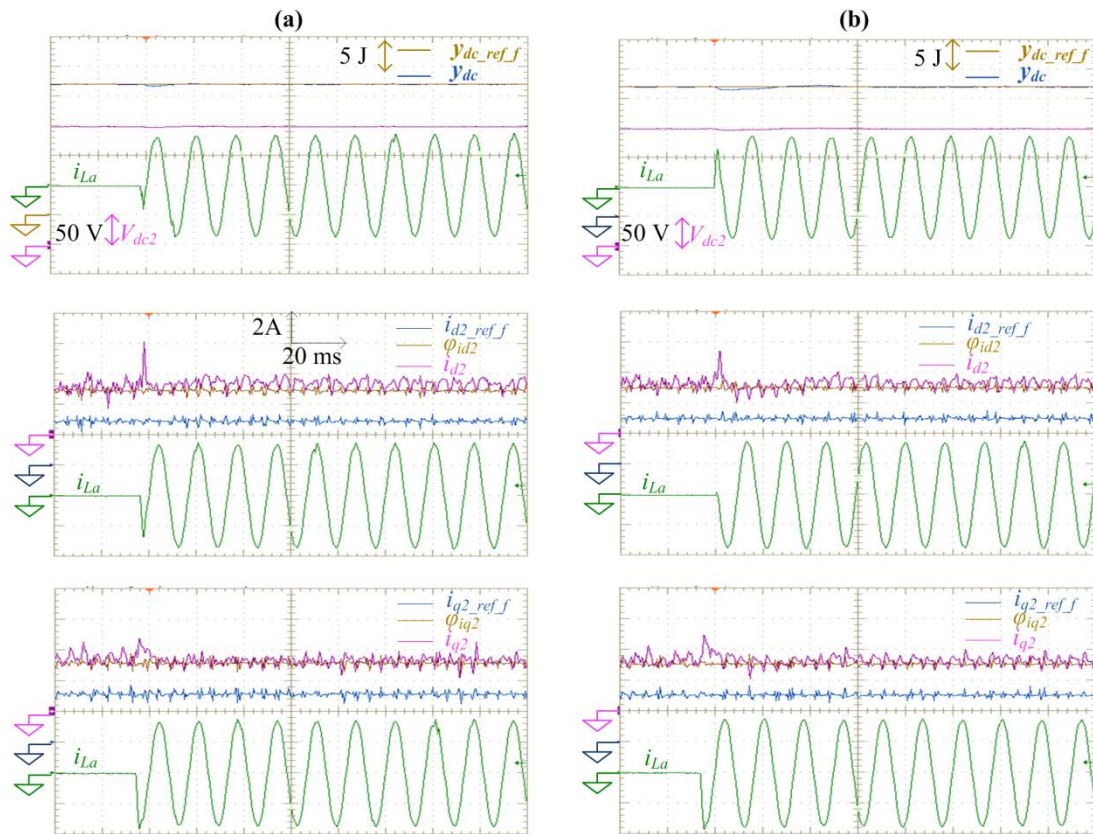 (a)
5 J
y_dc_ref_f
y_dc
i_La
50 V
V_dc2
(b)
5 J
y_dc_ref_f
y_dc
i_La
50 V
V_dc2
2A
20 ms
i_d2_ref_f
φ_id2
i_d2
i_La
i_d2_ref_f
φ_id2
i_d2
i_La
i_q2_ref_f
φ_iq2
i_q2
i_La
i_q2_ref_f
φ_iq2
i_q2
i_La